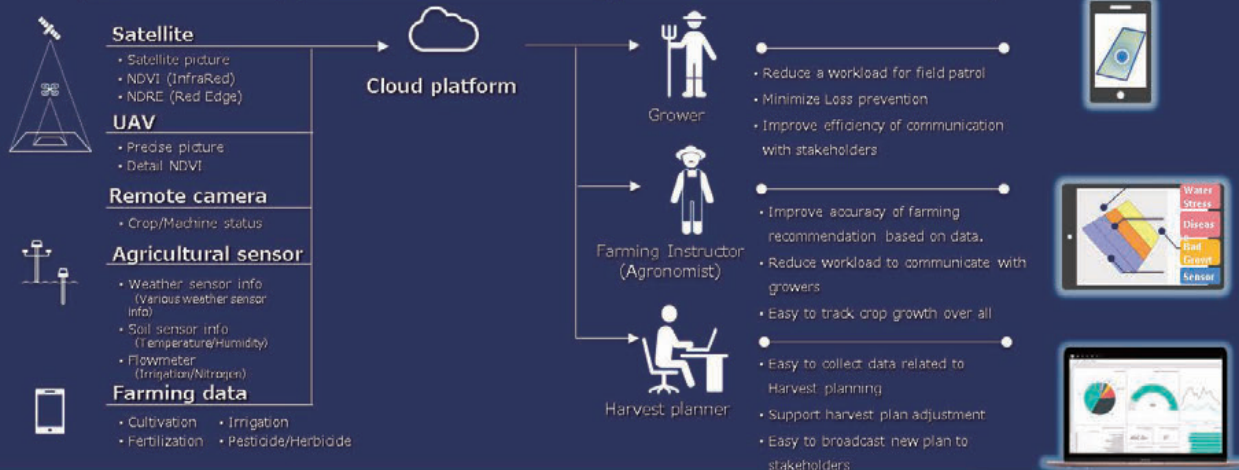 Satellite
• Satellite picture
• NDVI (InfraRed)
• NDRE (Red Edge)
UAV
• Precise picture
• Detail NDVI
Remote camera
• Crop/Machine status
Agricultural sensor
• Weather sensor info
(Various weather sensor
info)
• Soil sensor info
(Temperature/Humidity)
• Flowmeter
(Irrigation/Nitrogen)
Farming data
• Cultivation • Irrigation
• Fertilization • Pesticide/Herbicide
Cloud platform
Grower
• Reduce a workload for field patrol
• Minimize Loss prevention
• Improve efficiency of communication
with stakeholders
Farming Instructor
(Agronomist)
• Improve accuracy of farming
recommendation based on data.
• Reduce workload to communicate with
growers
• Easy to track crop growth over all
Harvest planner
• Easy to collect data related to
Harvest planning
• Support harvest plan adjustment
• Easy to broadcast new plan to
stakeholders
Water
Stress
Diseas
Bad
Growt
Sensor